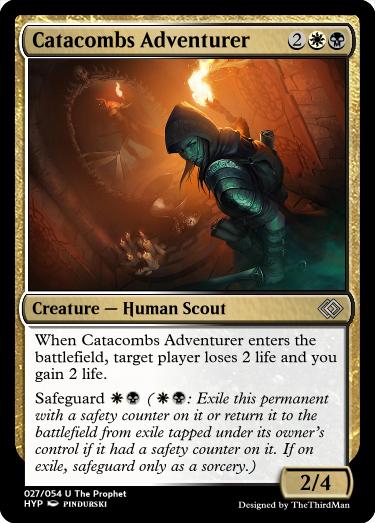 Catacombs Adventurer 2
Creature — Human Scout
When Catacombs Adventurer enters the
battlefield, target player loses 2 life and you
gain 2 life.
Safeguard ( : Exile this permanent
with a safety counter on it or return it to the
battlefield from exile tapped under its owner's
control if it had a safety counter on it. If on
exile, safeguard only as a sorcery.)
2/4
027/054 U The Prophet
HYP PINDURSKI
Designed by TheThirdMan